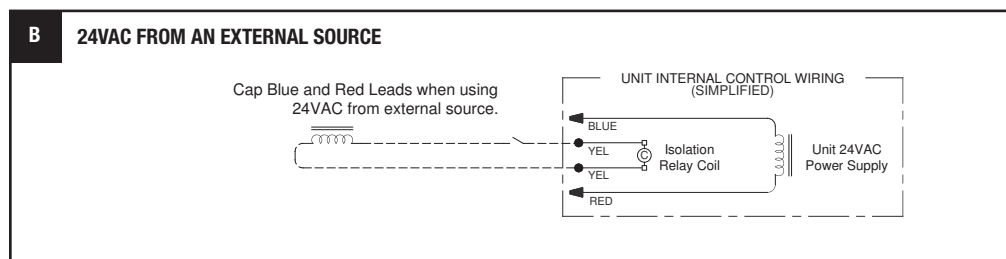 B
24VAC FROM AN EXTERNAL SOURCE
Cap Blue and Red Leads when using
24VAC from external source.
UNIT INTERNAL CONTROL WIRING
(SIMPLIFIED)
BLUE
YEL
C
Isolation
Relay Coil
YEL
RED
Unit 24VAC
Power Supply